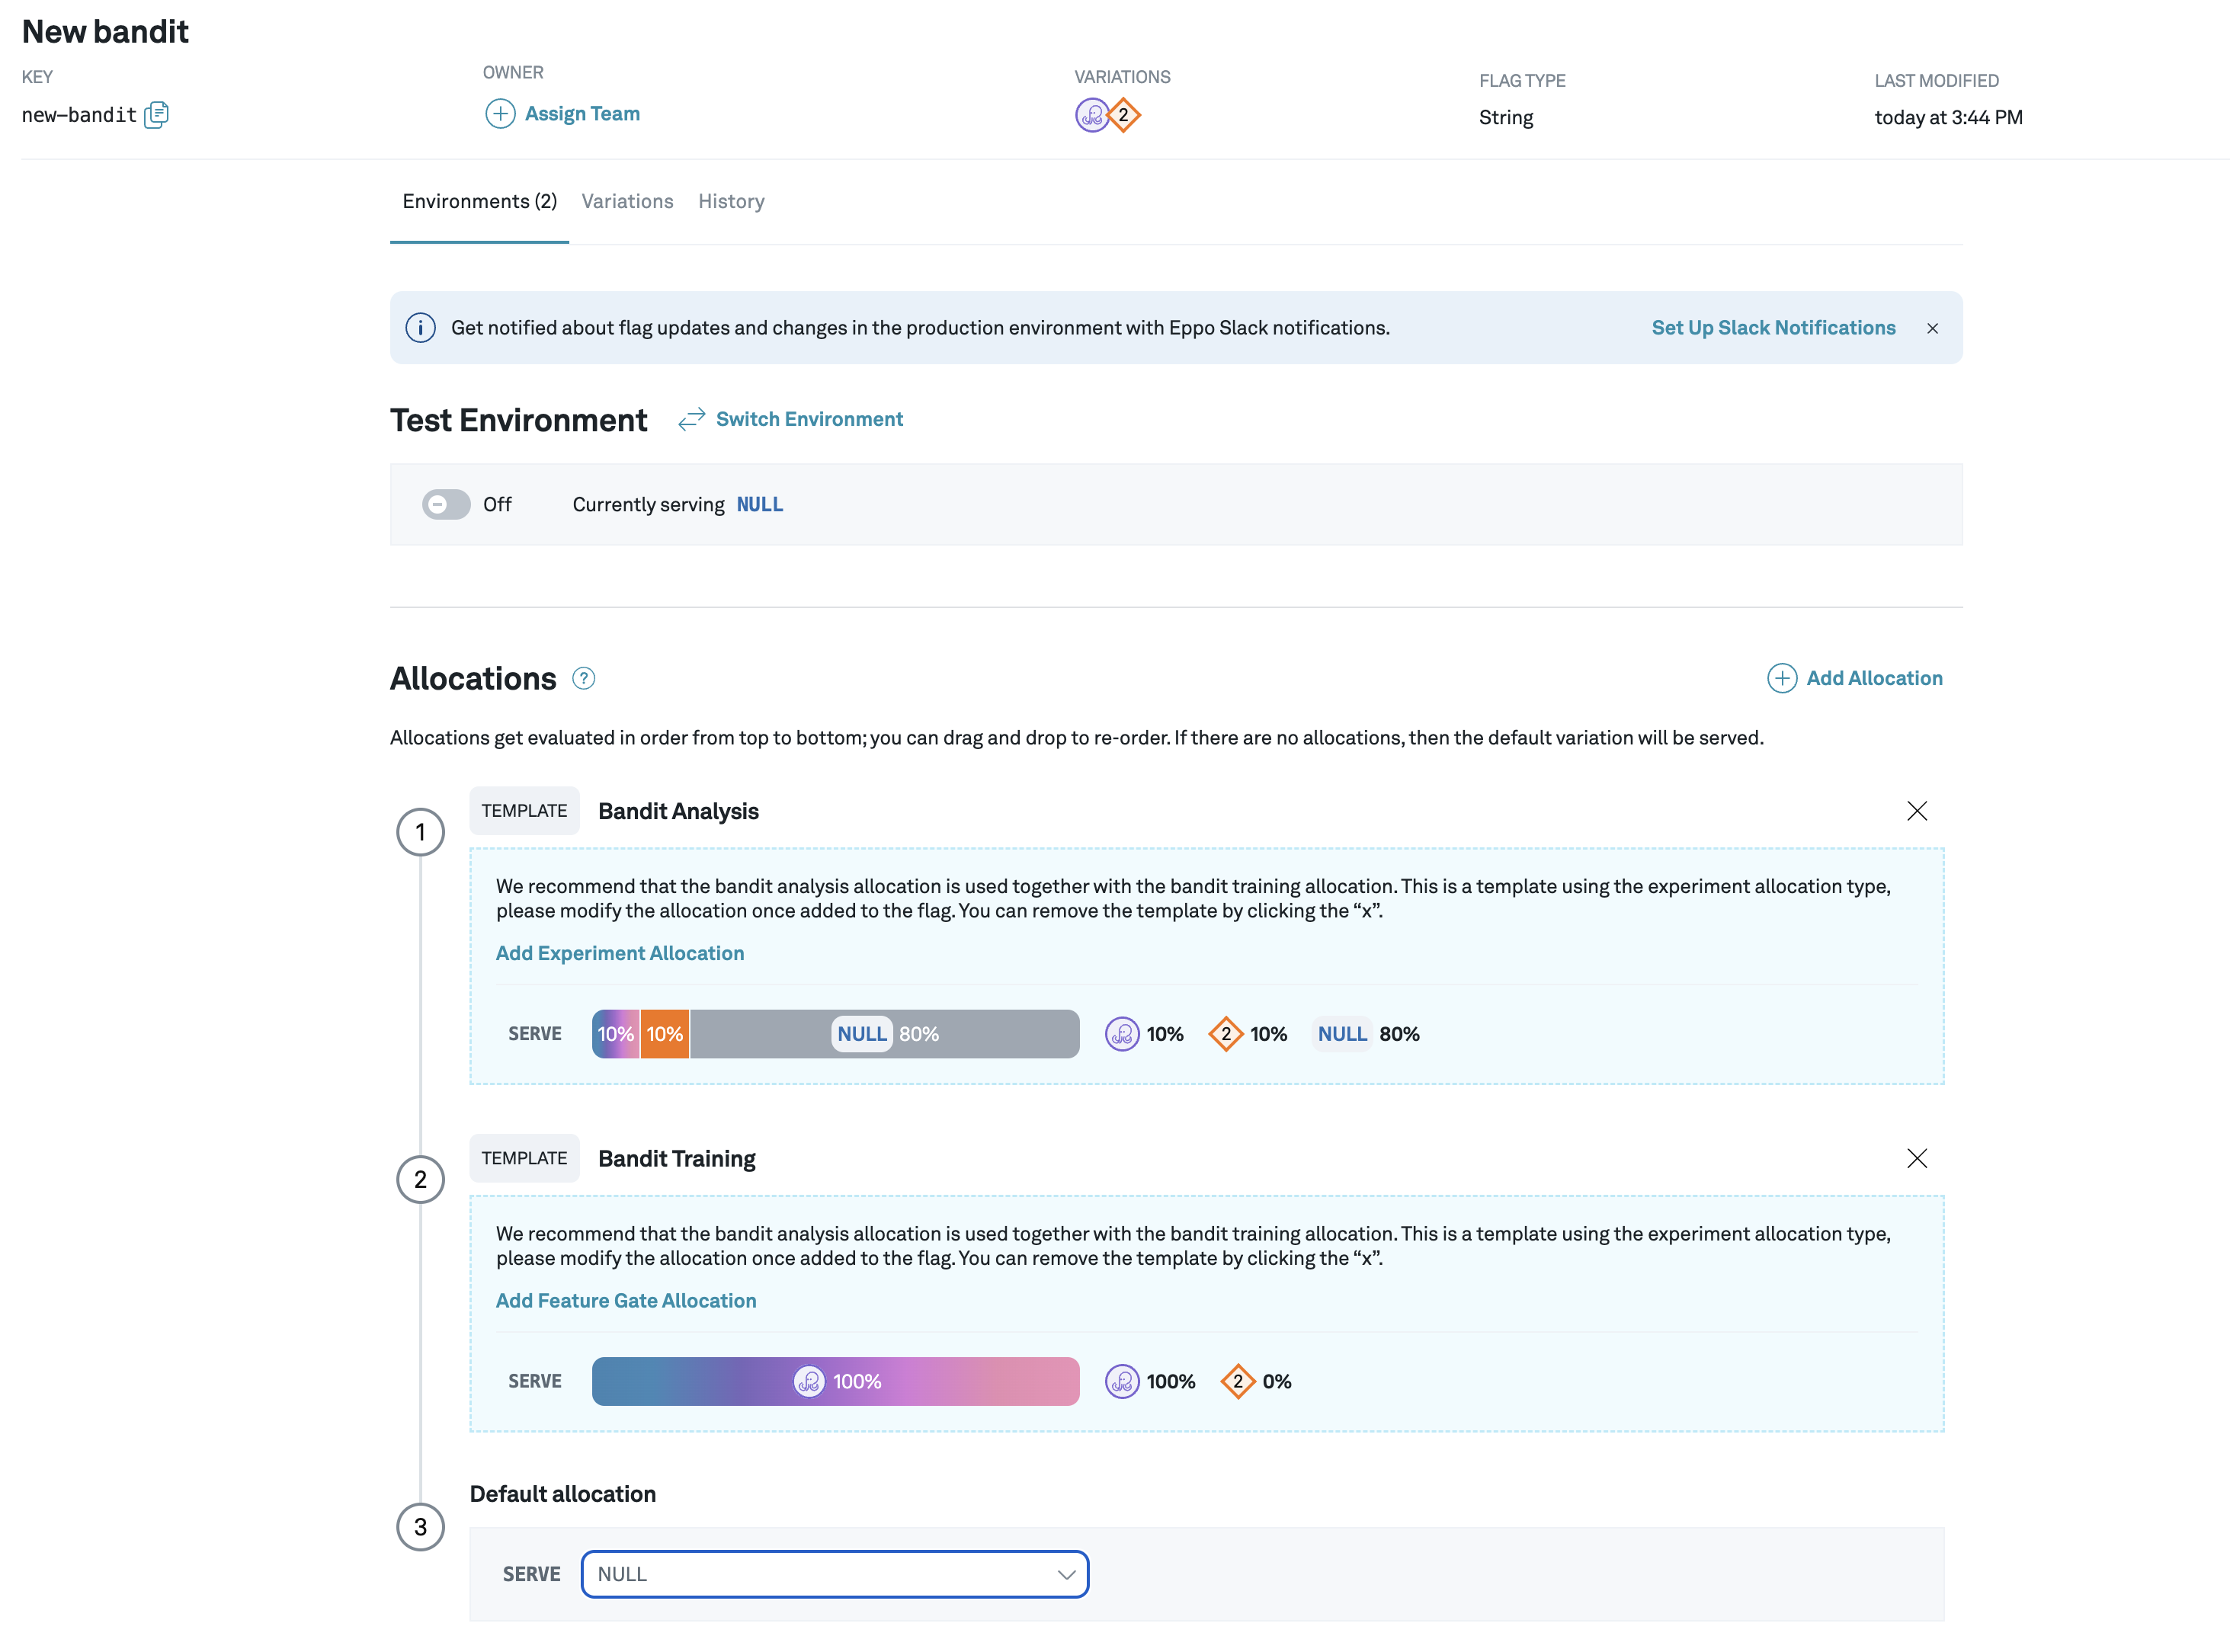 New bandit
KEY
OWNER
VARIATIONS
FLAG TYPE
LAST MODIFIED
new-bandit
Assign Team
2
String
today at 3:44 PM
Environments (2)
Variations
History
Get notified about flag updates and changes in the production environment with Eppo Slack notifications.
Set Up Slack Notifications
Test Environment
Switch Environment
Off
Currently serving NULL
Allocations
?
Add Allocation
Allocations get evaluated in order from top to bottom; you can drag and drop to re-order. If there are no allocations, then the default variation will be served.
1
TEMPLATE
Bandit Analysis
We recommend that the bandit analysis allocation is used together with the bandit training allocation. This is a template using the experiment allocation type,
please modify the allocation once added to the flag. You can remove the template by clicking the “x”.
Add Experiment Allocation
SERVE
10% 10% NULL 80%
10% 2 10% NULL 80%
2
TEMPLATE
Bandit Training
We recommend that the bandit analysis allocation is used together with the bandit training allocation. This is a template using the experiment allocation type,
please modify the allocation once added to the flag. You can remove the template by clicking the “x”.
Add Feature Gate Allocation
SERVE
100%
100% 2 0%
3
Default allocation
SERVE
NULL